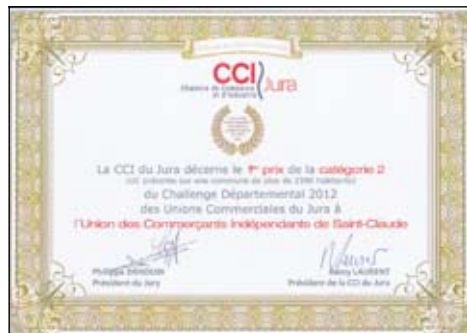 CCI Jura
Chambre de Commerce
et d'Industrie
La CCI du Jura décerne le 1er prix de la catégorie 2
du Challenge Départemental 2012
des Unions Commerciales du Jura à
l'Union des Commerçants Indépendants de Saint-Claude
Philippe
LAURENT
Président du Jury
Président de la CCI du Jura